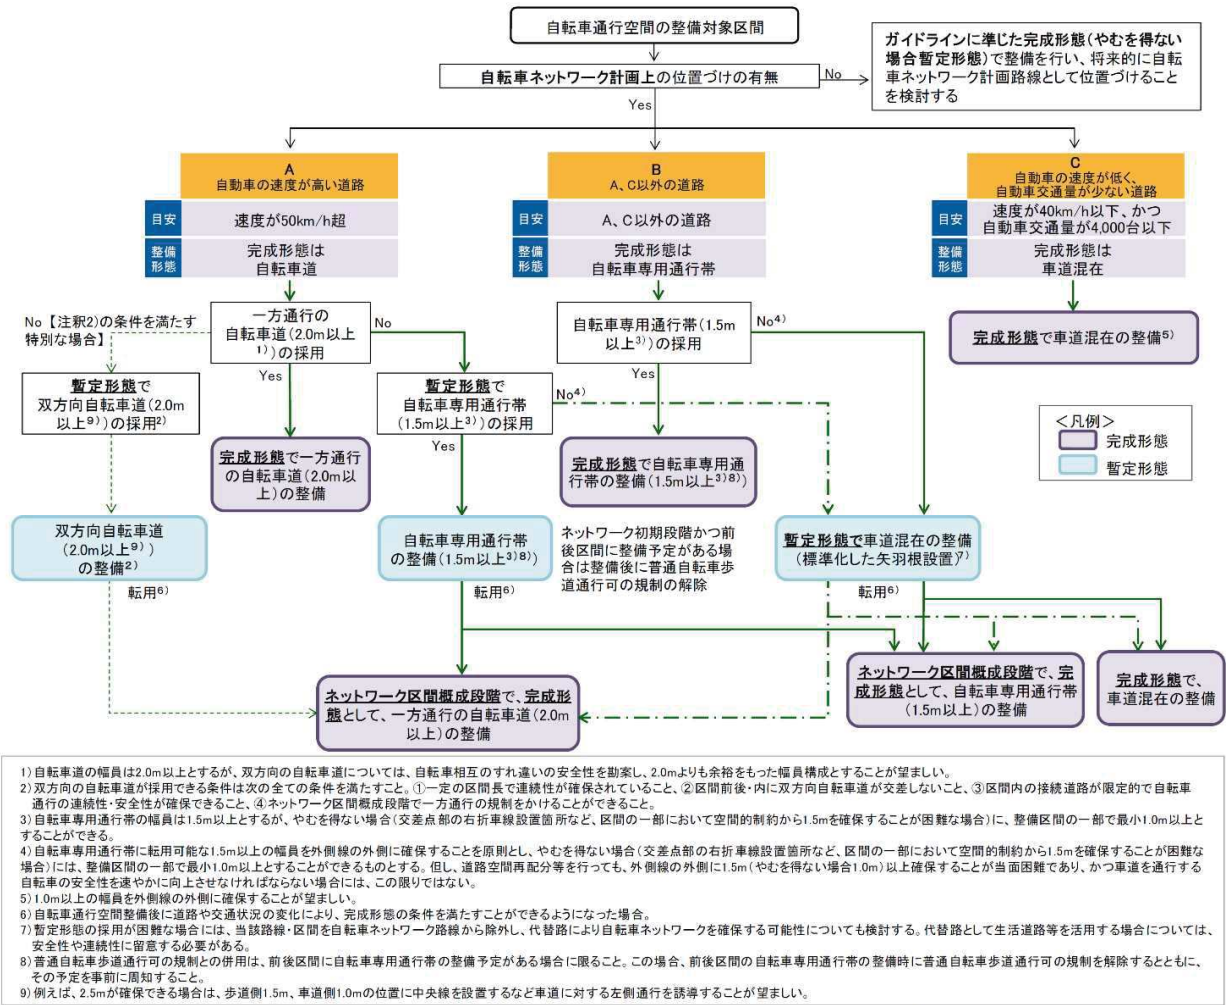 自転車通行空間の整備対象区間
自転車ネットワーク計画上の位置づけの有無
No
ガイドラインに準じた完成形態(やむを得ない
場合暫定形態)で整備を行い、将来的に自転
車ネットワーク計画路線として位置づけること
を検討する
Yes
A
自動車の速度が高い道路
目安
速度が50km/h超
整備
形態
完成形態は
自転車道
B
A、C以外の道路
目安
A、C以外の道路
整備
形態
完成形態は
自転車専用通行帯
C
自動車の速度が低く、
自動車交通量が少ない道路
目安
速度が40km/h以下、かつ
自動車交通量が4,000台以下
整備
形態
完成形態は
車道混在
No 【注釈2)の条件を満たす
特別な場合】
一方通行の
自転車道(2.0m以上
1))の採用
No
Yes
自転車専用通行帯(1.5m
以上3))の採用
No4)
Yes
完成形態で車道混在の整備5)
暫定形態で
双方向自転車道(2.0m
以上9))の採用2)
暫定形態で
自転車専用通行帯
(1.5m以上3))の採用
No4)
Yes
<凡例>
完成形態
暫定形態
完成形態で一方通行
の自転車道(2.0m以
上)の整備
完成形態で自転車専用通
行帯の整備(1.5m以上3)8))
双方向自転車道
(2.0m以上9))
の整備2)
自転車専用通行帯
の整備(1.5m以上3)8))
ネットワーク初期段階かつ前
後区間に整備予定がある場
合は整備後に普通自転車歩
道通行可の規制の解除
暫定形態で車道混在の整備
(標準化した矢羽根設置)7)
転用6)
転用6)
転用6)
ネットワーク区間概成段階で、完成形
態として、一方通行の自転車道(2.0m
以上)の整備
ネットワーク区間概成段階で、完
成形態として、自転車専用通行帯
(1.5m以上)の整備
完成形態で、
車道混在の整備
1)自転車道の幅員は2.0m以上とするが、双方向の自転車道については、自転車相互のすれ違いの安全性を勘案し、2.0mよりも余裕をもった幅員構成とすることが望ましい。
2)双方向の自転車道が採用できる条件は次の全ての条件を満たすこと。①一定の区間長で連続性が確保されていること、②区間前後・内に双方向自転車道が交差しないこと、③区間内の接続道路が限定的で自転車
通行の連続性・安全性が確保できること、④ネットワーク区間概成段階で一方通行の規制をかけることができること。
3)自転車専用通行帯の幅員は1.5m以上とするが、やむを得ない場合(交差点部の右折車線設置箇所など、区間の一部において空間的制約から1.5mを確保することが困難な場合)に、整備区間の一部で最小1.0m以上と
することができる。
4)自転車専用通行帯に転用可能な1.5m以上の幅員を外側線の外側に確保することを原則とし、やむを得ない場合(交差点部の右折車線設置箇所など、区間の一部において空間的制約から1.5mを確保することが困難な
場合)には、整備区間の一部で最小1.0m以上とすることができるものとする。但し、道路空間再配分等を行っても、外側線の外側に1.5m(やむを得ない場合1.0m)以上確保することが当面困難であり、かつ車道を通行する
自転車の安全性を速やかに向上させなければならない場合には、この限りではない。
5)1.0m以上の幅員を外側線の外側に確保することが望ましい。
6)自転車通行空間整備後に道路や交通状況の変化により、完成形態の条件を満たすことができるようになった場合。
7)暫定形態の採用が困難な場合には、当該路線・区間を自転車ネットワーク路線から除外し、代替路により自転車ネットワークを確保する可能性についても検討する。代替路として生活道路等を活用する場合については、
安全性や連続性に留意する必要がある。
8)普通自転車歩道通行可の規制との併用は、前後区間に自転車専用通行帯の整備予定がある場合に限ること。この場合、前後区間の自転車専用通行帯の整備時に普通自転車歩道通行可の規制を解除するとともに、
その予定を事前に周知すること。
9)例えば、2.5mが確保できる場合は、歩道側1.5m、車道側1.0mの位置に中央線を設置するなど車道に対する左側通行を誘導することが望ましい。